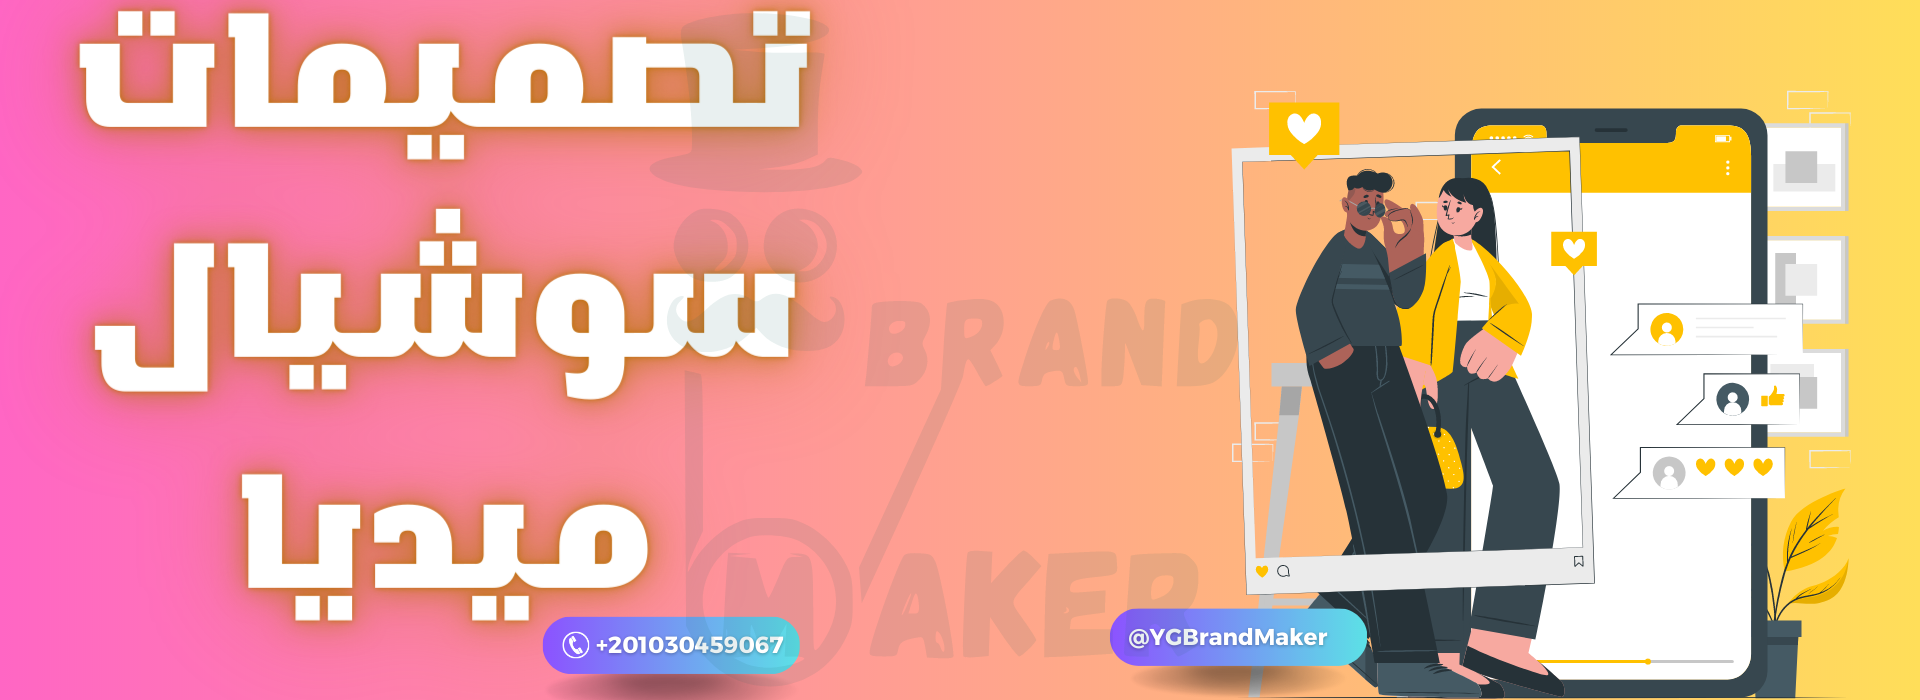 تصميمات
سوشيال
ميديا
BRAND
MAKER
+201030459067
@YGBrandMaker